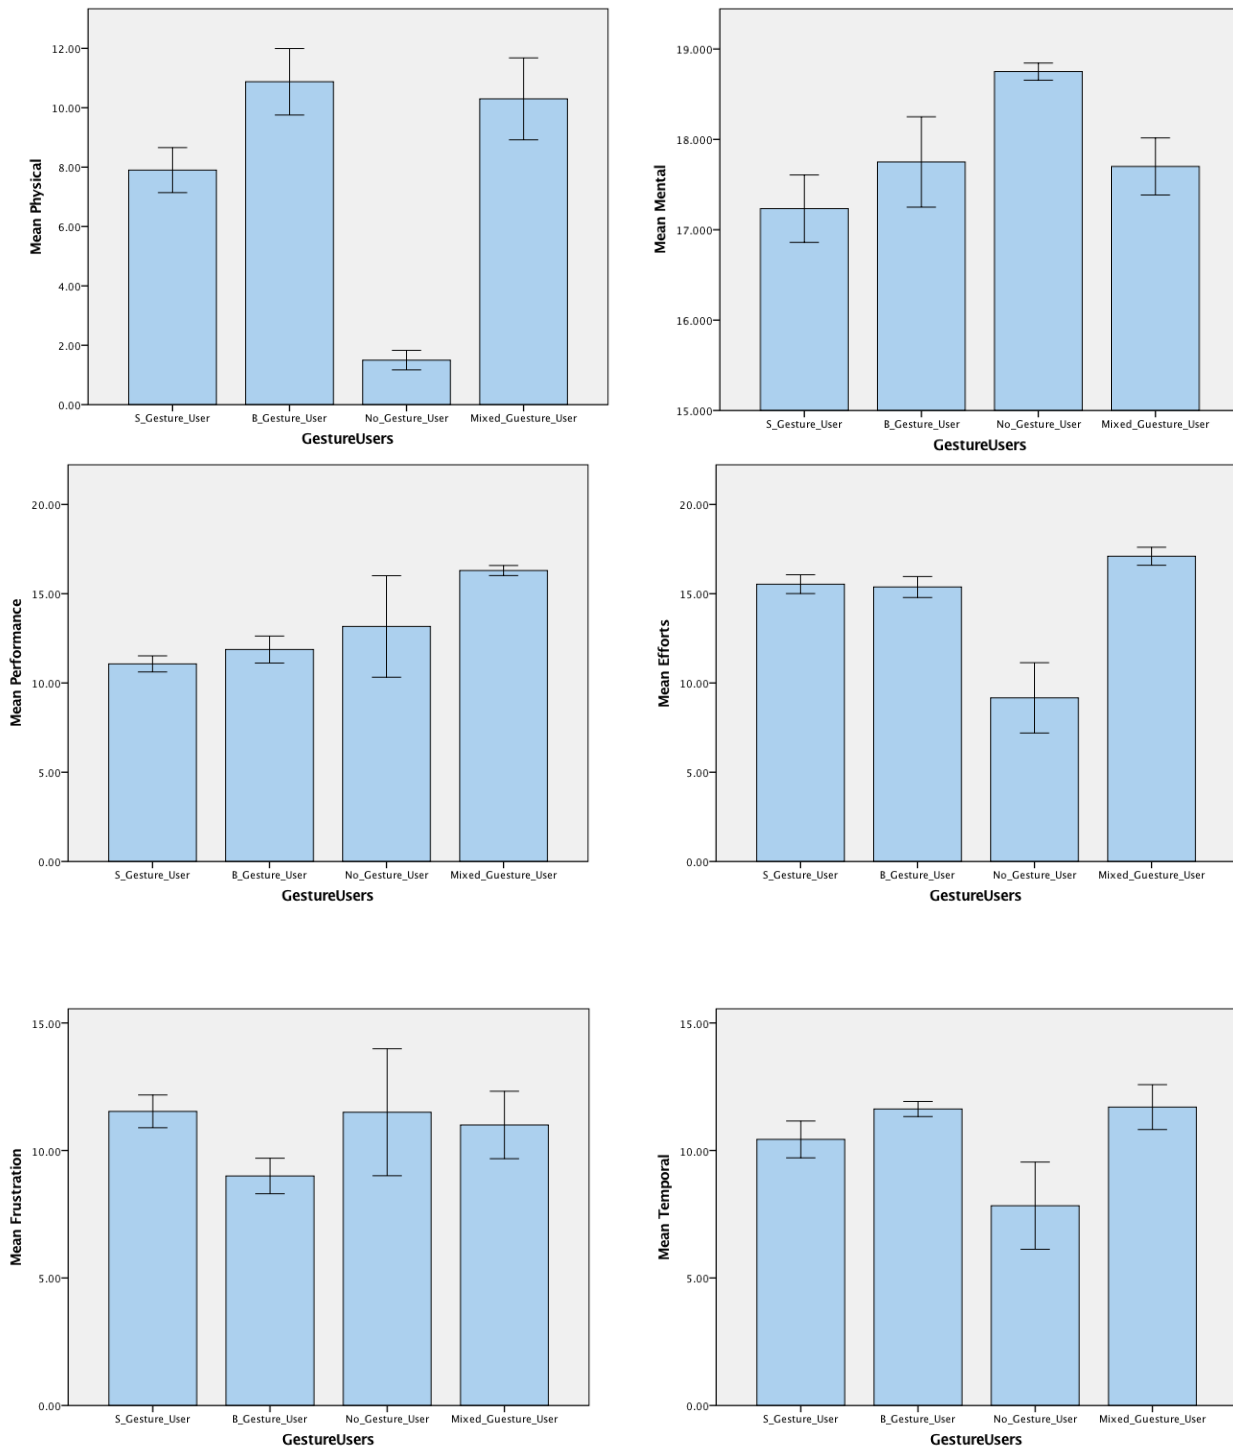 Mean Physical
12.00
10.00
8.00
6.00
4.00
2.00
0.00
S_Gesture_User B_Gesture_User No_Gesture_User Mixed_Guesture_User
GestureUsers
Mean Mental
19.000
18.000
17.000
16.000
15.000
S_Gesture_User B_Gesture_User No_Gesture_User Mixed_Guesture_User
GestureUsers
Mean Performance
20.00
15.00
10.00
5.00
0.00
S_Gesture_User B_Gesture_User No_Gesture_User Mixed_Guesture_User
GestureUsers
Mean Efforts
20.00
15.00
10.00
5.00
0.00
S_Gesture_User B_Gesture_User No_Gesture_User Mixed_Guesture_User
GestureUsers
Mean Frustration
15.00
10.00
5.00
0.00
S_Gesture_User B_Gesture_User No_Gesture_User Mixed_Guesture_User
GestureUsers
Mean Temporal
15.00
10.00
5.00
0.00
S_Gesture_User B_Gesture_User No_Gesture_User Mixed_Guesture_User
GestureUsers